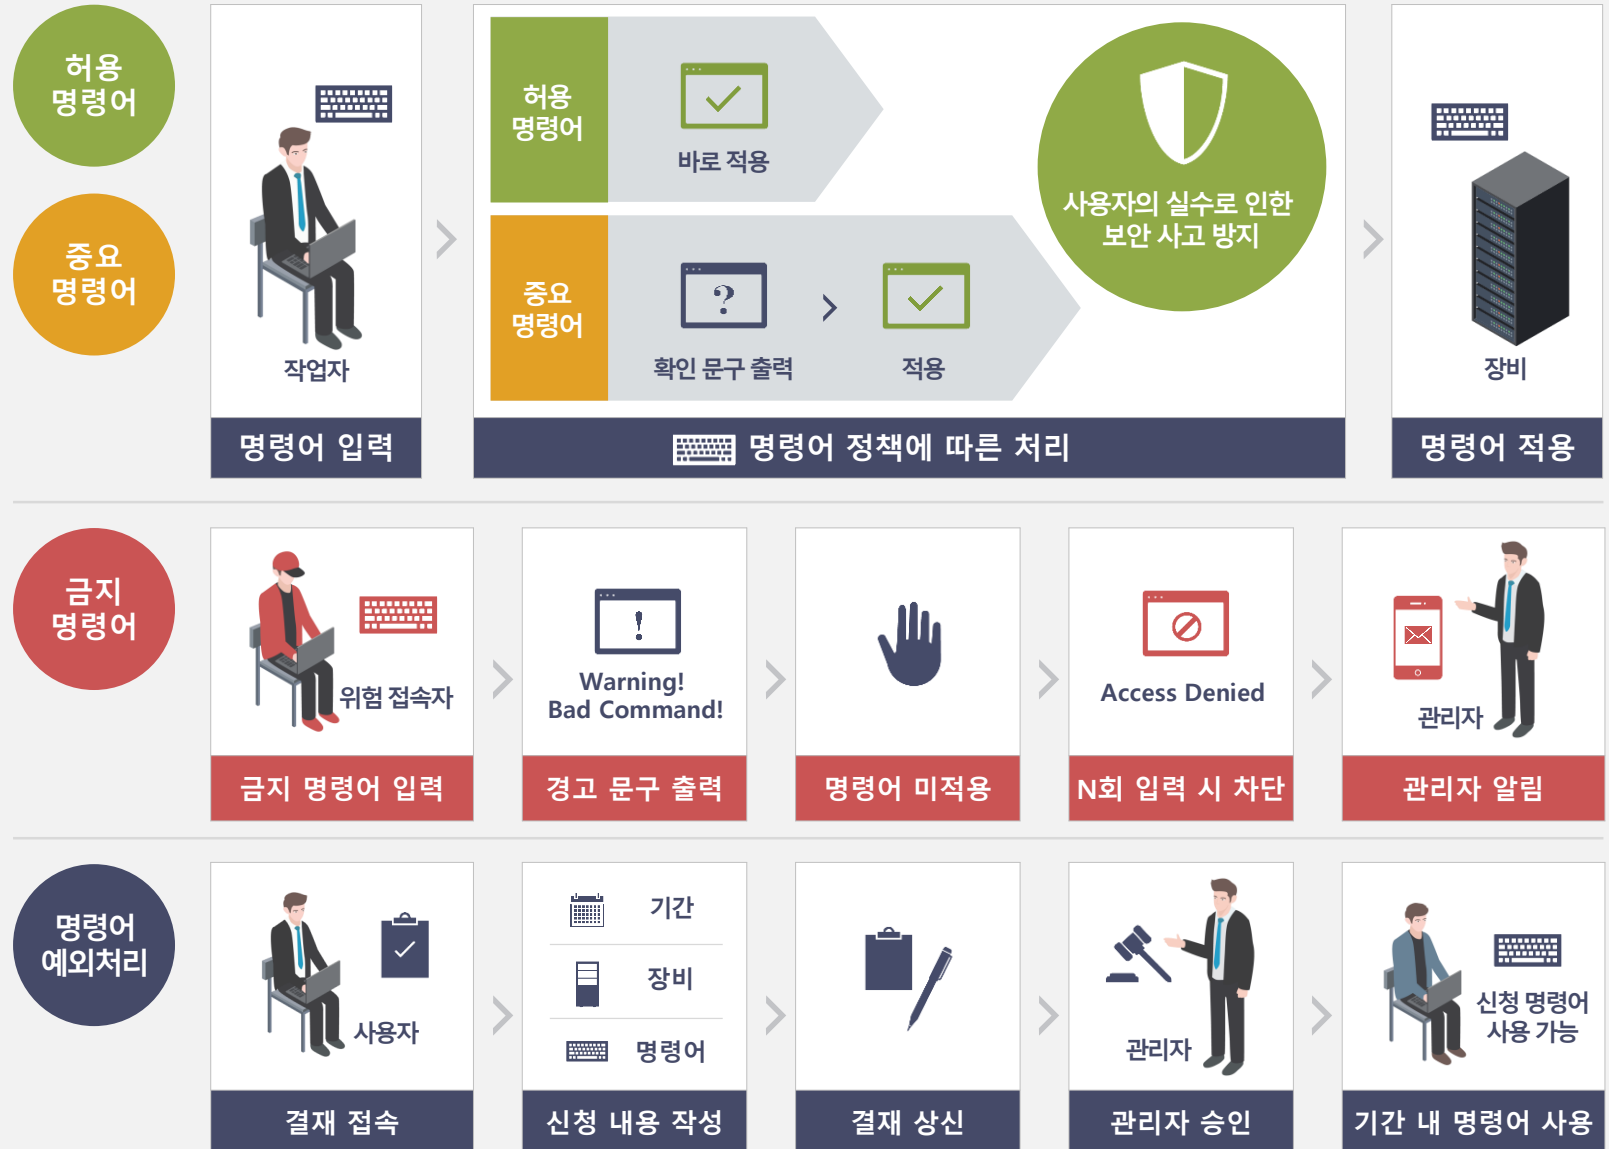 허용
명령어
중요
명령어
작업자
명령어 입력
허용
명령어
바로 적용
중요
명령어
?
확인 문구 출력
적용
사용자의 실수로 인한
보안 사고 방지
명령어 정책에 따른 처리
장비
명령어 적용
금지
명령어
위험 접속자
금지 명령어 입력
!
Warning!
Bad Command!
경고 문구 출력
명령어 미적용
Access Denied
N회 입력 시 차단
관리자
관리자 알림
명령어
예외처리
사용자
결재 접속
기간
장비
명령어
신청 내용 작성
결재 상신
관리자
관리자 승인
신청 명령어
사용 가능
기간 내 명령어 사용